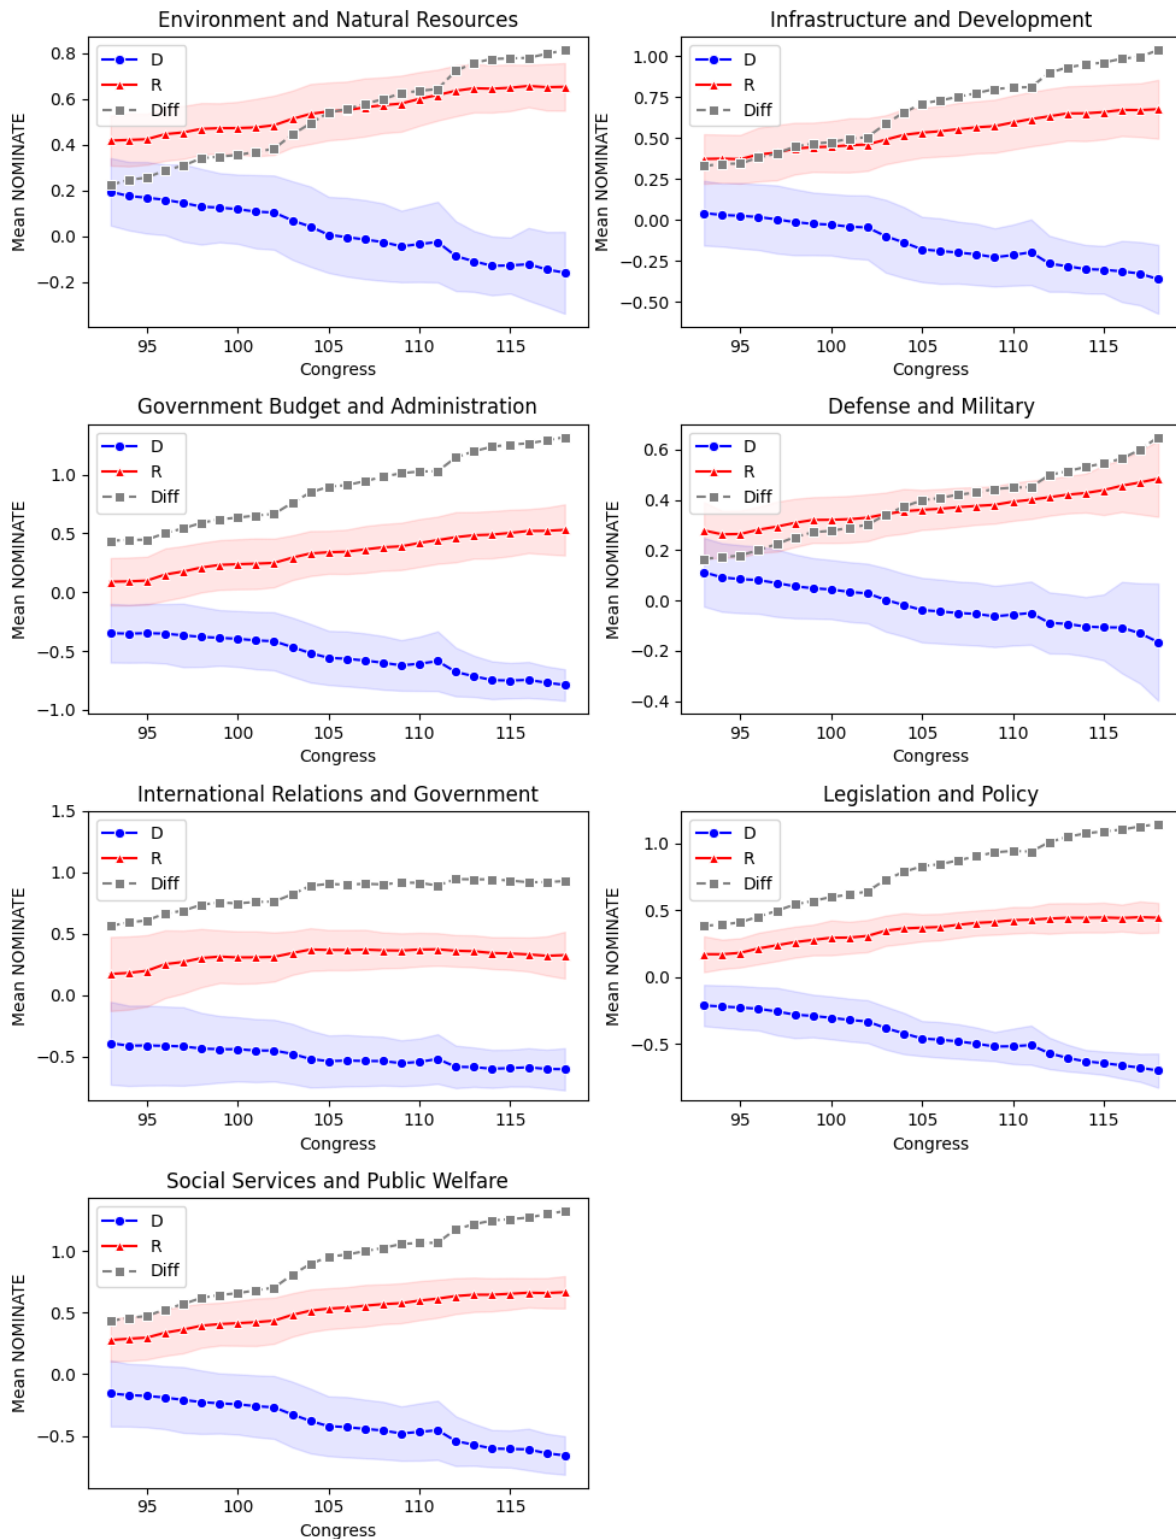 Environment and Natural Resources
0.8
0.6
0.4
0.2
0.0
−0.2
Mean NOMINATE
D
R
Diff
95
100
105
110
115
Congress
Infrastructure and Development
1.00
0.75
0.50
0.25
0.00
−0.25
−0.50
Mean NOMINATE
D
R
Diff
95
100
105
110
115
Congress
Government Budget and Administration
1.0
0.5
0.0
−0.5
−1.0
Mean NOMINATE
D
R
Diff
95
100
105
110
115
Congress
Defense and Military
0.6
0.4
0.2
0.0
−0.2
−0.4
Mean NOMINATE
D
R
Diff
95
100
105
110
115
Congress
International Relations and Government
1.5
1.0
0.5
0.0
−0.5
Mean NOMINATE
D
R
Diff
95
100
105
110
115
Congress
Legislation and Policy
1.0
0.5
0.0
−0.5
Mean NOMINATE
D
R
Diff
95
100
105
110
115
Congress
Social Services and Public Welfare
1.0
0.5
0.0
−0.5
Mean NOMINATE
D
R
Diff
95
100
105
110
115
Congress